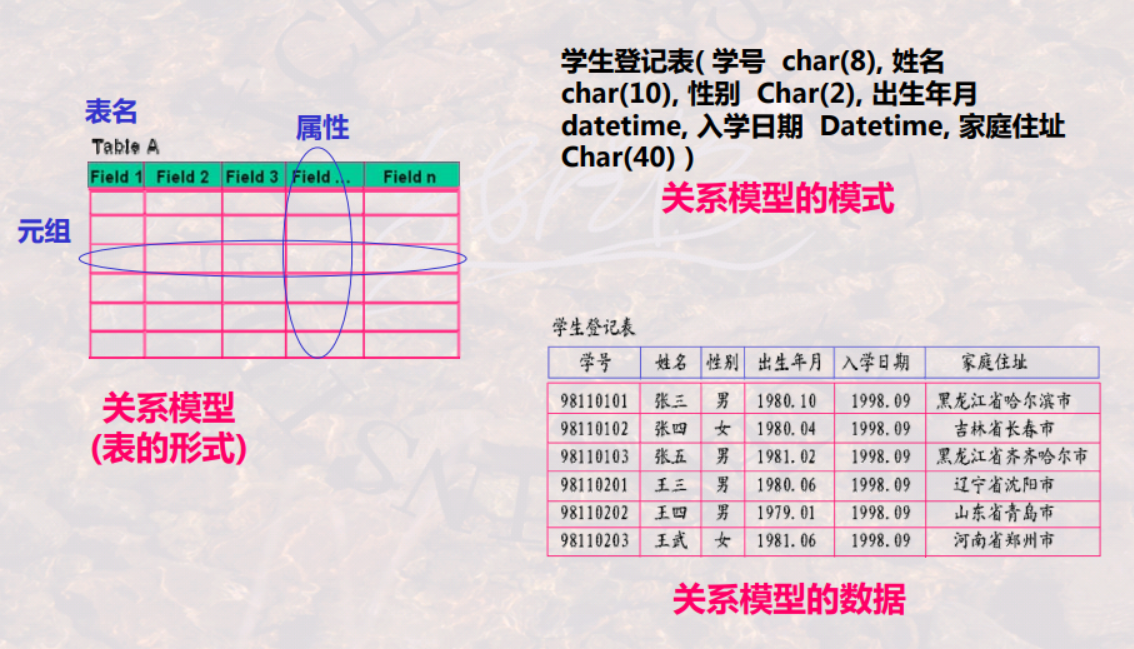 表名
Table A
属性
Field 1 Field 2 Field 3 Field ... Field n
元组
关系模型
(表的形式)
学生登记表( 学号 char(8), 姓名
char(10), 性别 Char(2), 出生年月
datetime, 入学日期 Datetime, 家庭住址
Char(40) )
关系模型的模式
学生登记表
学号 姓名 性别 出生年月 入学日期 家庭住址
98110101 张三 男 1980.10 1998.09 黑龙江省哈尔滨市
98110102 张四 女 1980.04 1998.09 吉林省长春市
98110103 张五 男 1981.02 1998.09 黑龙江省齐齐哈尔市
98110201 王三 男 1980.06 1998.09 辽宁省沈阳市
98110202 王四 男 1979.01 1998.09 山东省青岛市
98110203 王武 女 1981.06 1998.09 河南省郑州市
关系模型的数据